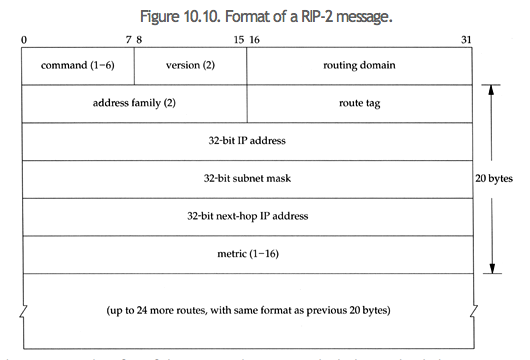 Figure 10.10. Format of a RIP-2 message.
0 7 8 15 16 31
command (1-6) version (2) routing domain
address family (2) route tag
32-bit IP address
32-bit subnet mask
20 bytes
32-bit next-hop IP address
metric (1-16)
(up to 24 more routes, with same format as previous 20 bytes)